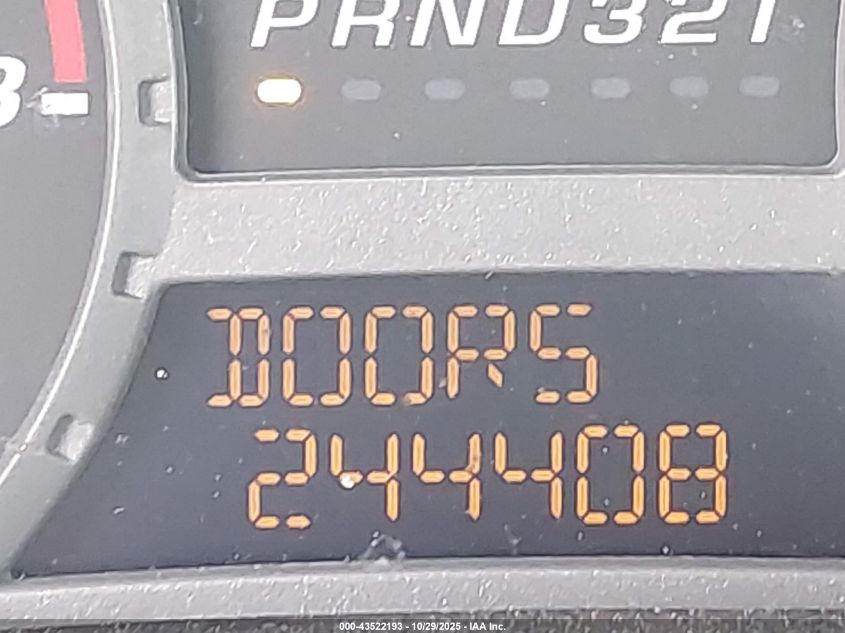 PRND321
DOORS
244408
000-43522193 - 10/29/2025 - IAA Inc.